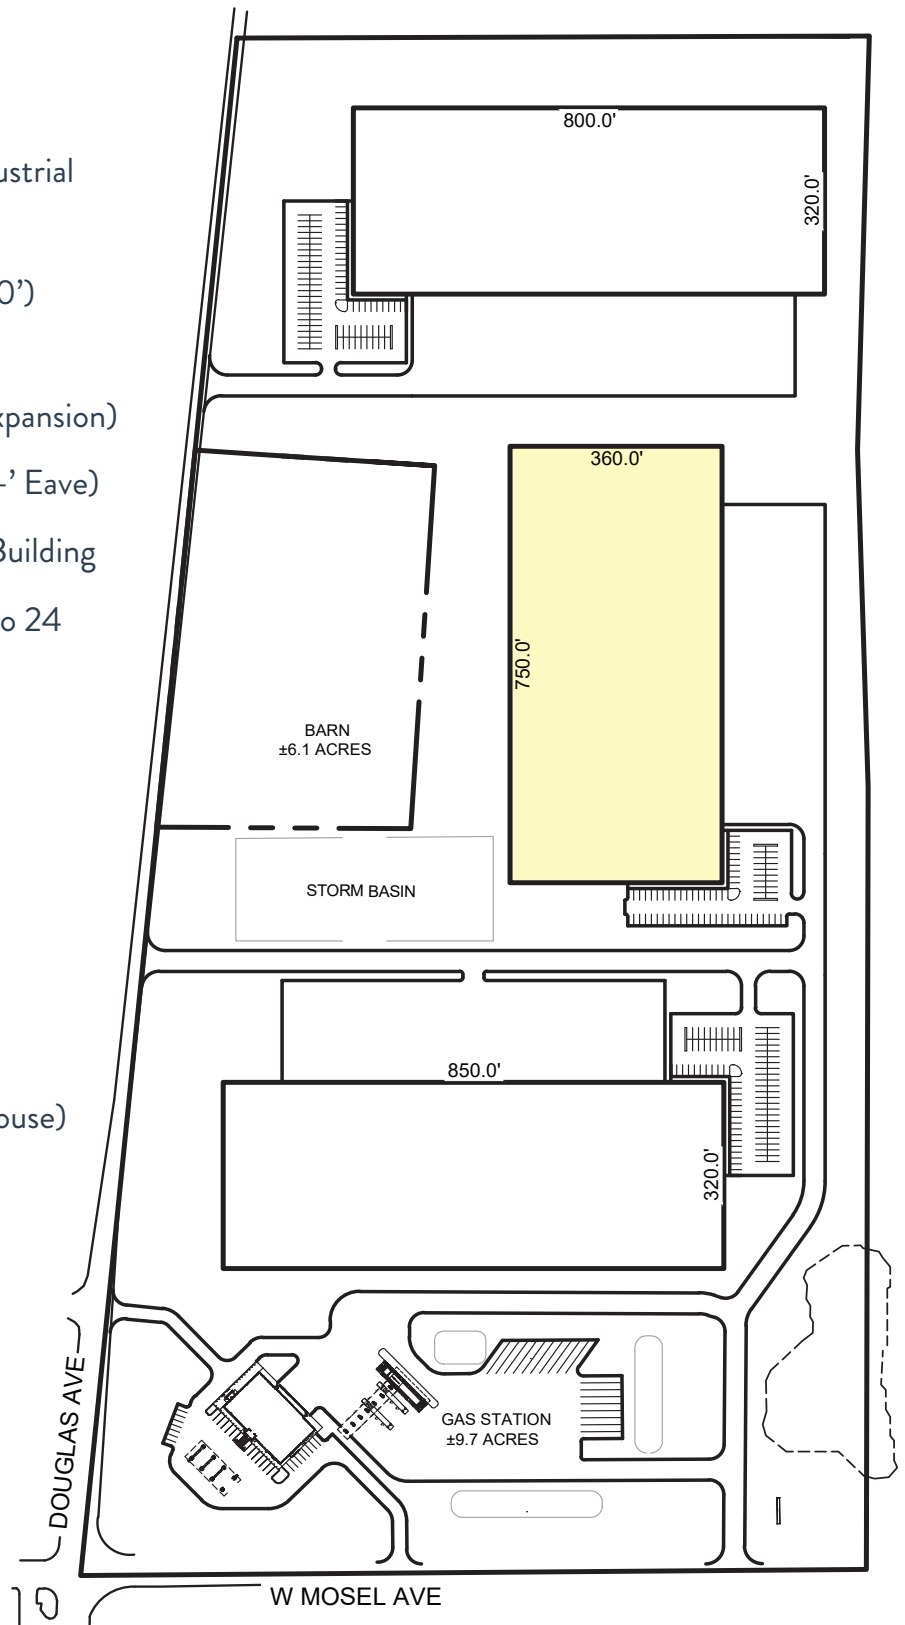 800.0'
320.0'
ustrial
0’)
xpansion)
’ Eave)
Building
o 24
360.0'
750.0'
BARN
±6.1 ACRES
STORM BASIN
850.0'
320.0'
ouse)
GAS STATION
±9.7 ACRES
DOUGLAS AVE
W MOSEL AVE